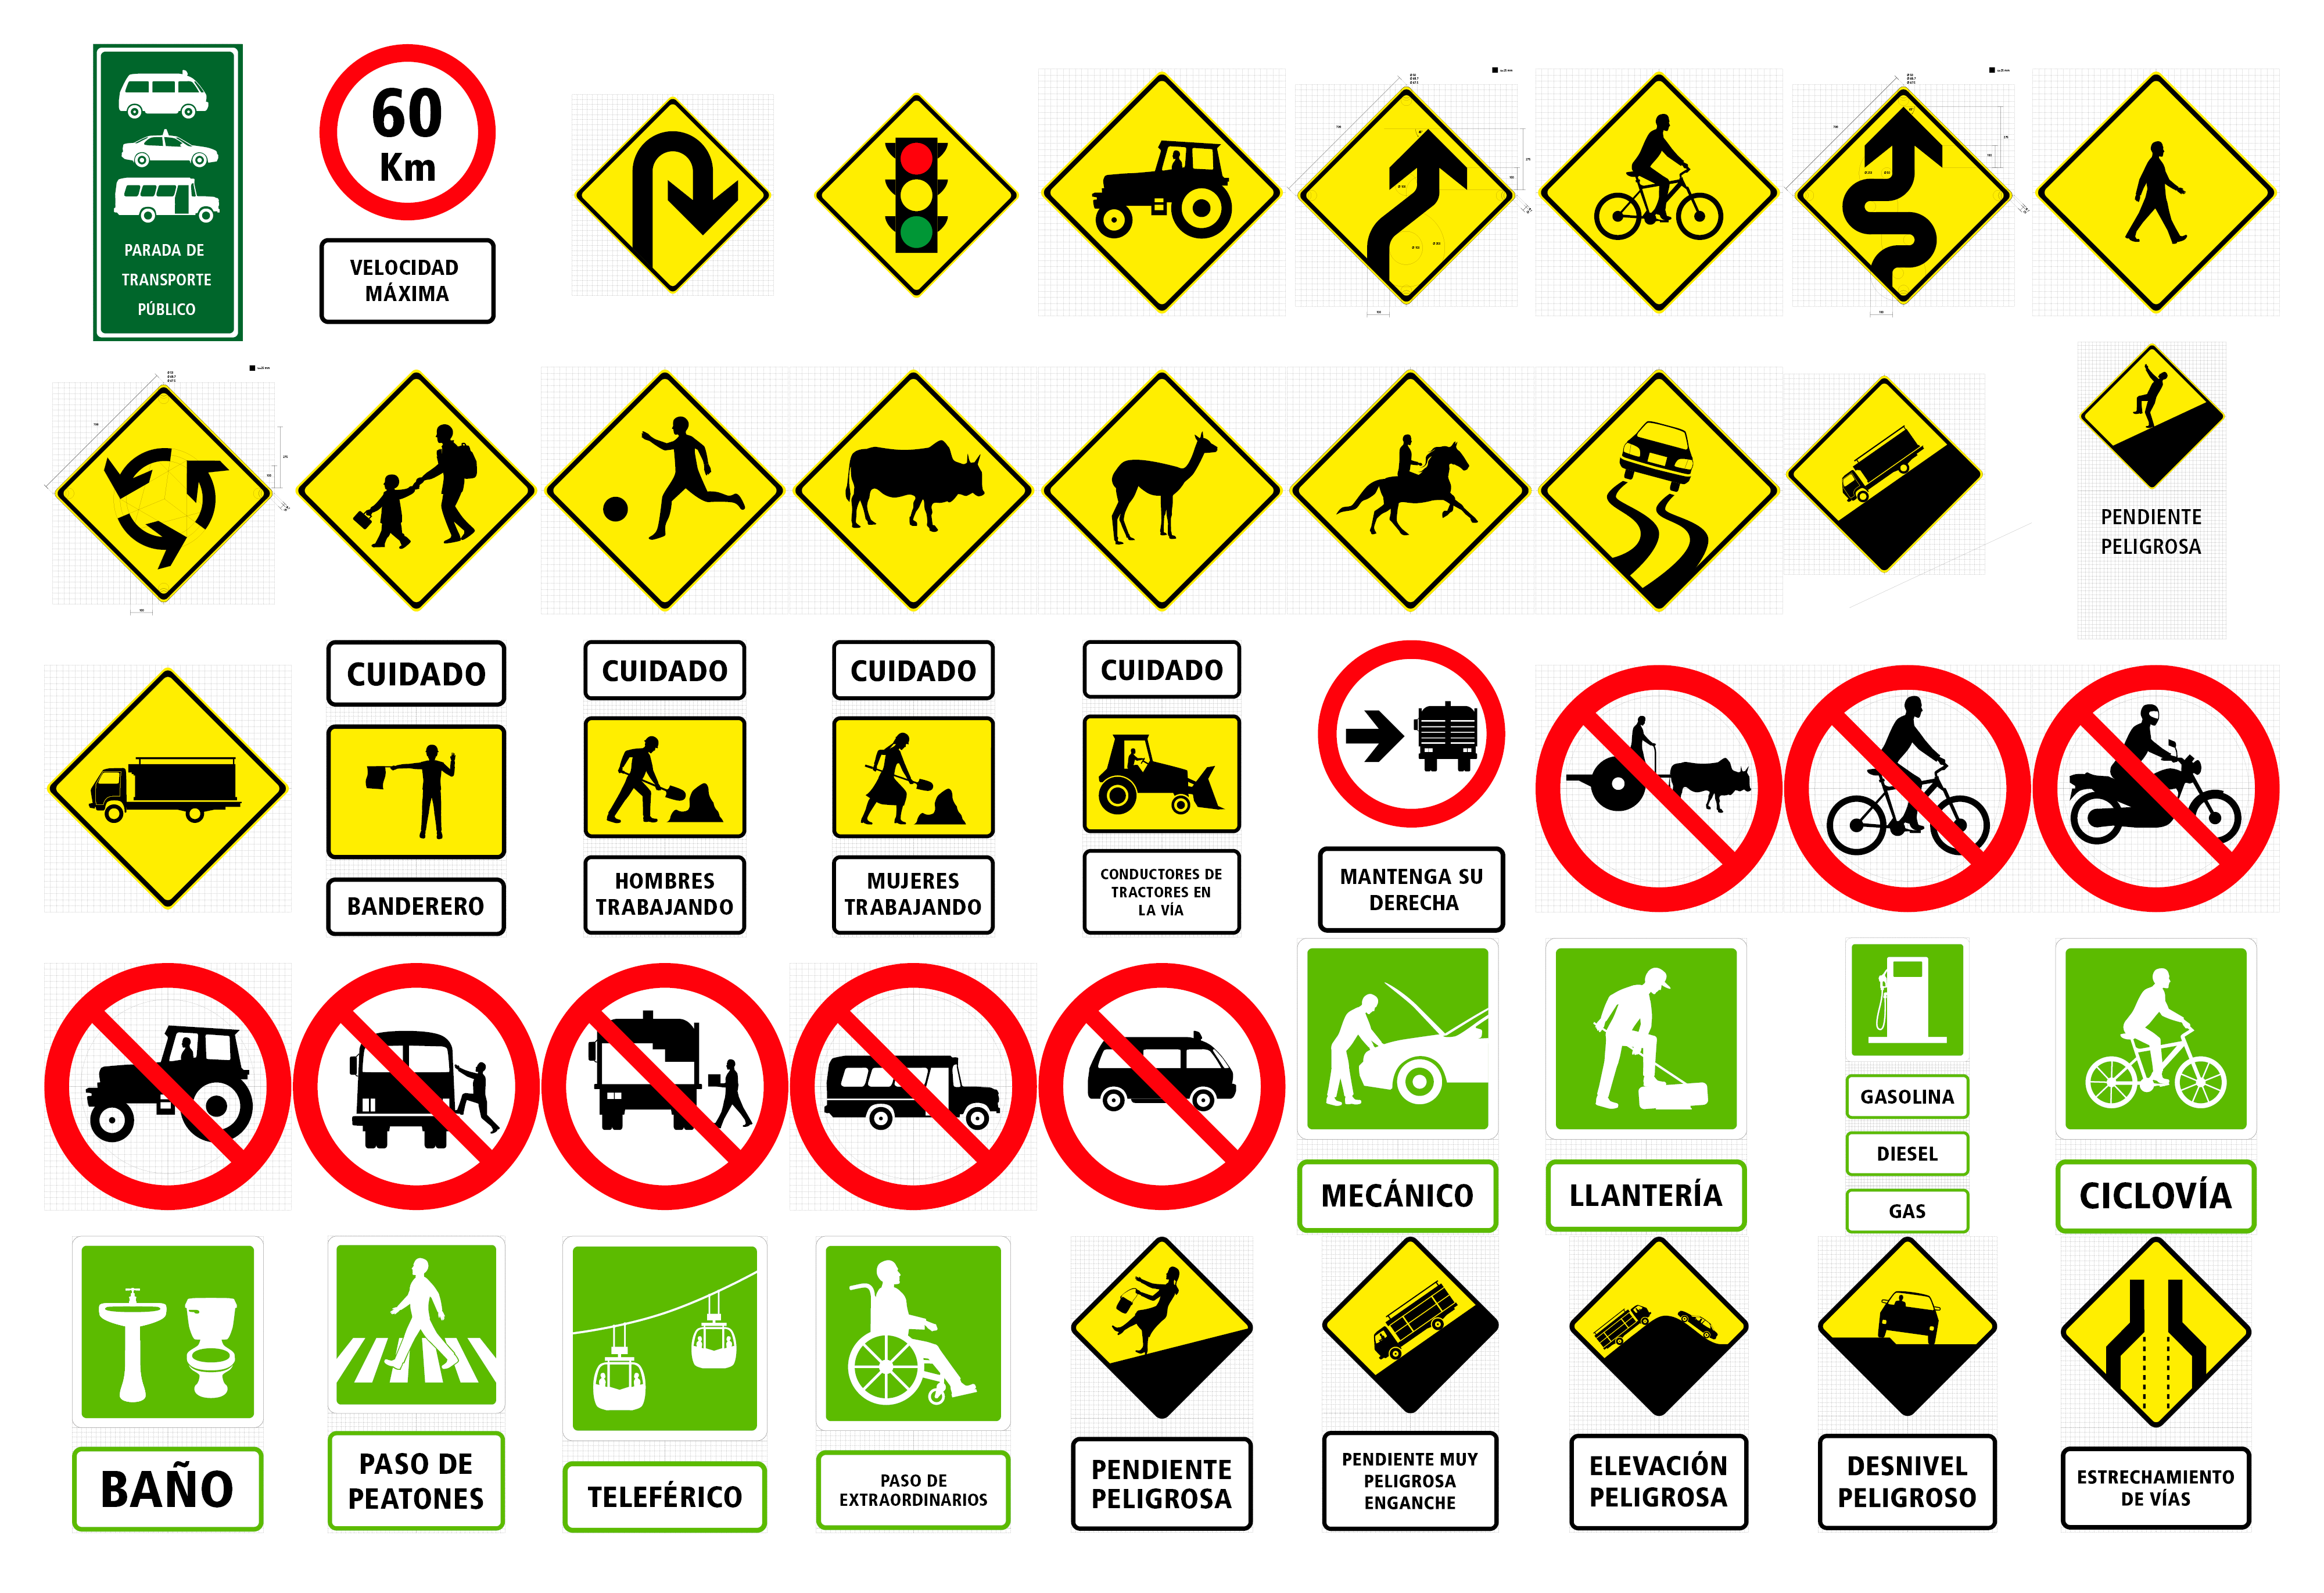 PARADA DE
TRANSPORTE
PÚBLICO
60
Km
VELOCIDAD
MÁXIMA
PENDIENTE
PELIGROSA
CUIDADO
BANDERERO
CUIDADO
HOMBRES
TRABAJANDO
CUIDADO
MUJERES
TRABAJANDO
CUIDADO
CONDUCTORES DE
TRACTORES EN
LA VÍA
MANTENGA SU
DERECHA
MECÁNICO
LLANTERÍA
GASOLINA
DIESEL
GAS
CICLOVÍA
BAÑO
PASO DE
PEATONES
TELEFÉRICO
PASO DE
EXTRAORDINARIOS
PENDIENTE
PELIGROSA
PENDIENTE MUY
PELIGROSA
ENGANCHE
ELEVACIÓN
PELIGROSA
DESNIVEL
PELIGROSO
ESTRECHAMIENTO
DE VÍAS